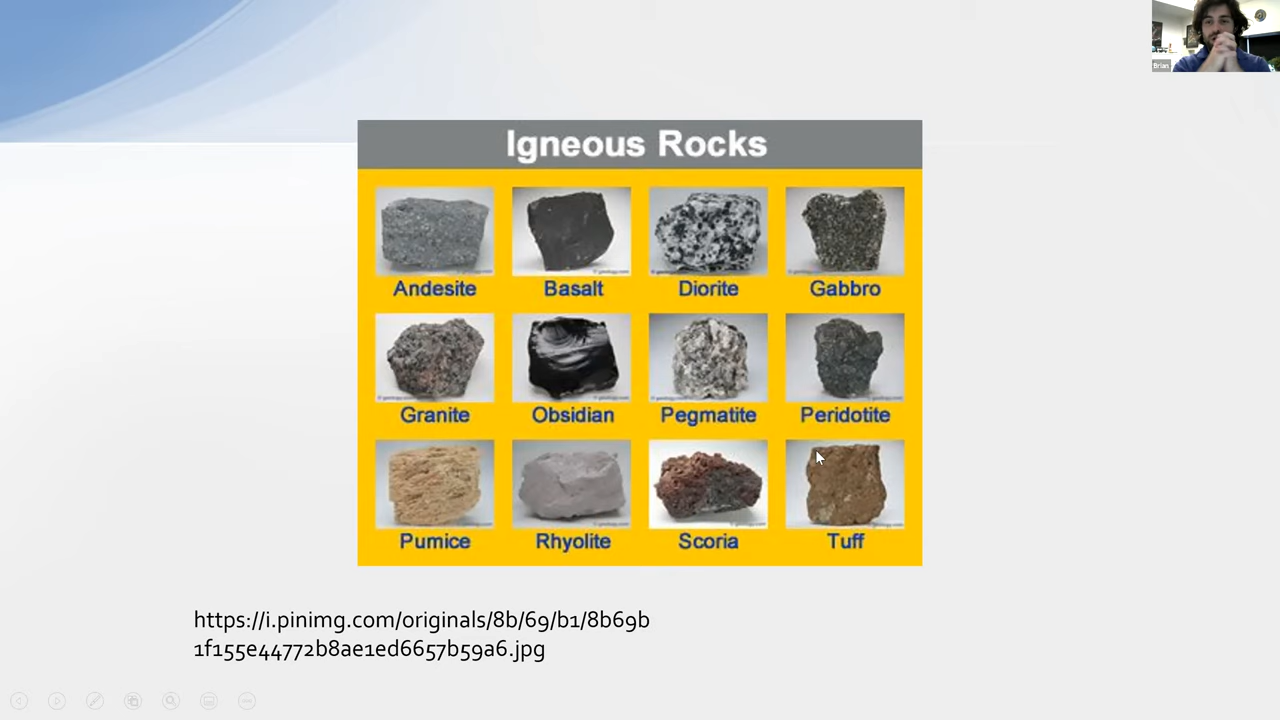 Brian
Igneous Rocks
Andesite Basalt Diorite Gabbro
Granite Obsidian Pegmatite Peridotite
Pumice Rhyolite Scoria Tuff
https://i.pinimg.com/originals/8b/69/b1/8b69b
1f155e44772b8ae1ed6657b59a6.jpg